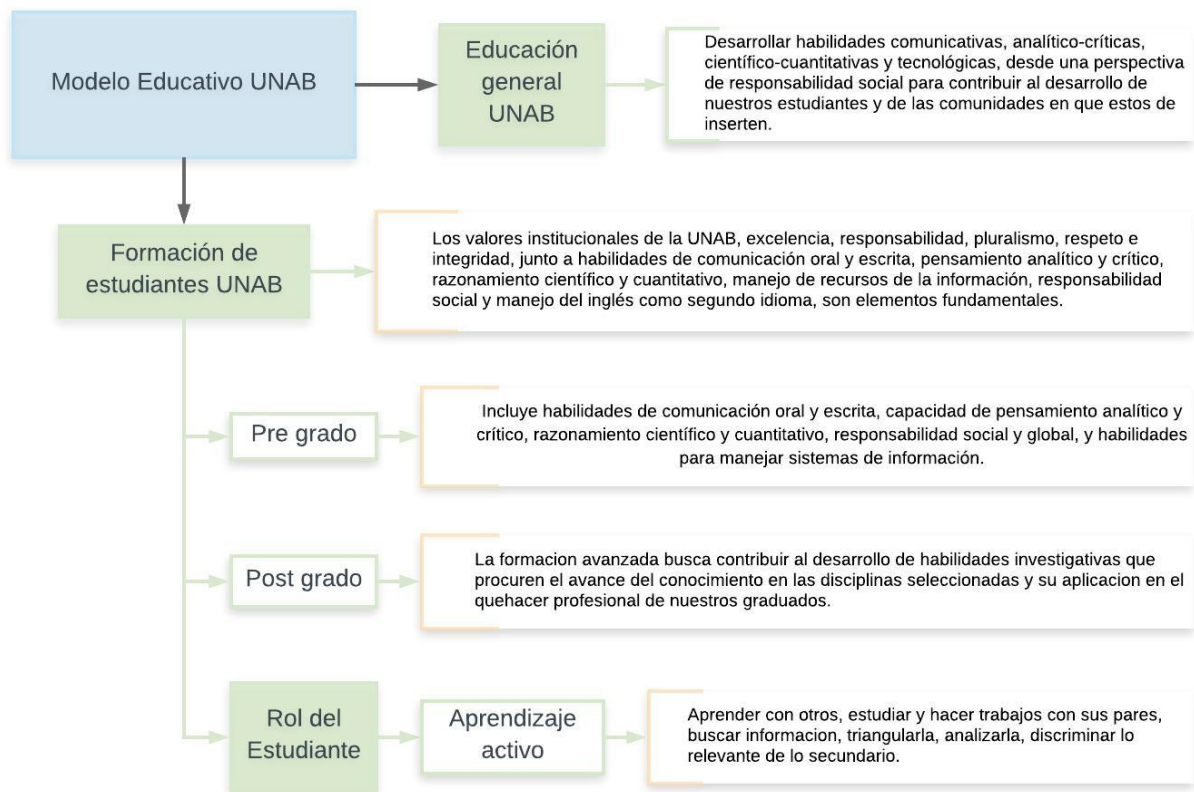 Modelo Educativo UNAB
Educación
general
UNAB
Desarrollar habilidades comunicativas, analítico-críticas,
científico-cuantitativas y tecnológicas, desde una perspectiva
de responsabilidad social para contribuir al desarrollo de
nuestros estudiantes y de las comunidades en que estos de
inserten.
Formación de
estudiantes UNAB
Los valores institucionales de la UNAB, excelencia, responsabilidad, pluralismo, respeto e
integridad, junto a habilidades de comunicación oral y escrita, pensamiento analítico y crítico,
razonamiento científico y cuantitativo, manejo de recursos de la información, responsabilidad
social y manejo del inglés como segundo idioma, son elementos fundamentales.
Pre grado
Incluye habilidades de comunicación oral y escrita, capacidad de pensamiento analítico y
crítico, razonamiento científico y cuantitativo, responsabilidad social y global, y habilidades
para manejar sistemas de información.
Post grado
La formacion avanzada busca contribuir al desarrollo de habilidades investigativas que
procuren el avance del conocimiento en las disciplinas seleccionadas y su aplicacion en el
quehacer profesional de nuestros graduados.
Rol del
Estudiante
Aprendizaje
activo
Aprender con otros, estudiar y hacer trabajos con sus pares,
buscar informacion, triangularla, analizarla, discriminar lo
relevante de lo secundario.